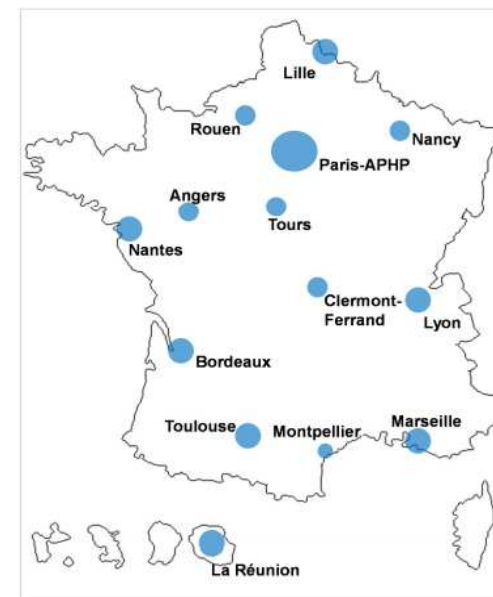 Lille
Rouen
Nancy
Paris-APHP
Angers
Tours
Nantes
Clermont-
Ferrand
Lyon
Bordeaux
Toulouse
Montpellier
Marseille
La Réunion